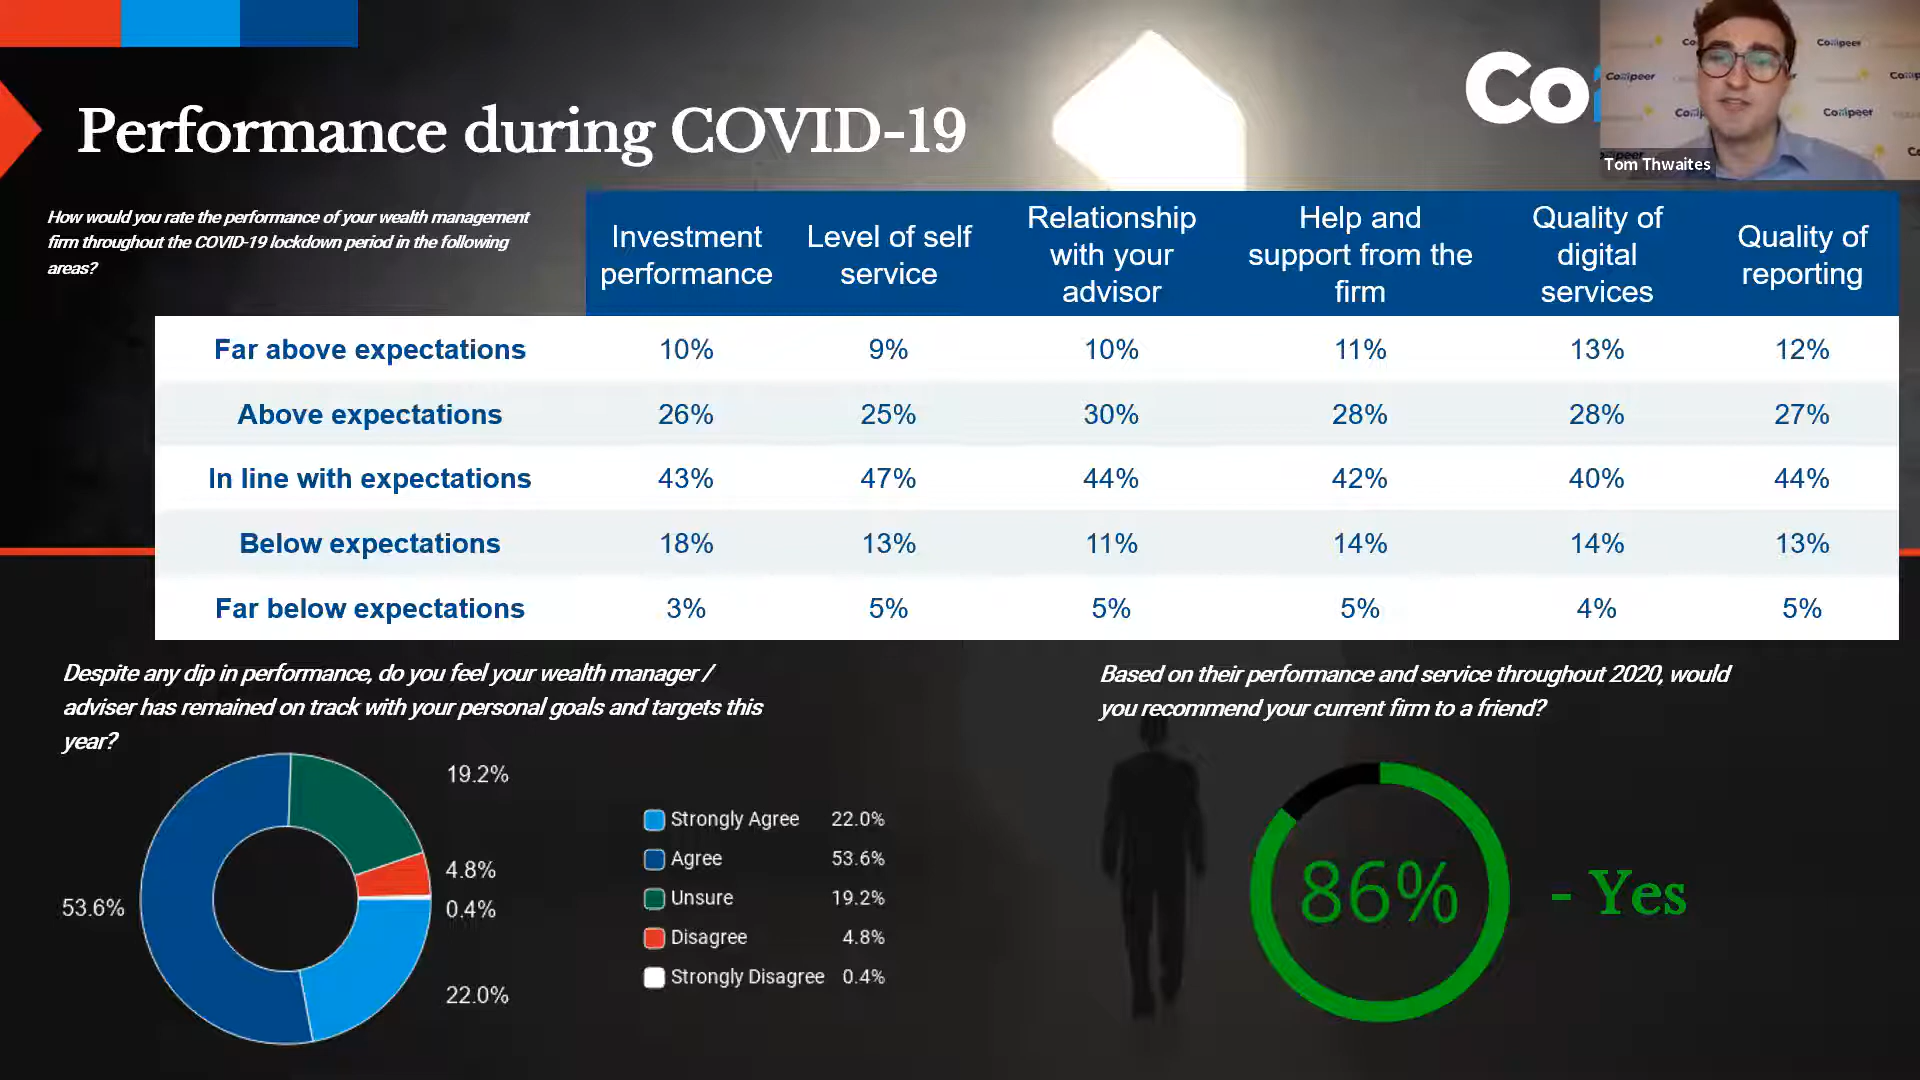 Performance during COVID-19
Co
Tom Thwaites
Compeer
Compeer
Compeer
How would you rate the performance of your wealth management
firm throughout the COVID-19 lockdown period in the following
areas?
Investment performance | Level of self service | Relationship with your advisor | Help and support from the firm | Quality of digital services | Quality of reporting
Far above expectations 10% 9% 10% 11% 13% 12%
Above expectations 26% 25% 30% 28% 28% 27%
In line with expectations 43% 47% 44% 42% 40% 44%
Below expectations 18% 13% 11% 14% 14% 13%
Far below expectations 3% 5% 5% 5% 4% 5%
Despite any dip in performance, do you feel your wealth manager /
adviser has remained on track with your personal goals and targets this
year?
19.2%
4.8%
0.4%
53.6%
22.0%
Strongly Agree 22.0%
Agree 53.6%
Unsure 19.2%
Disagree 4.8%
Strongly Disagree 0.4%
Based on their performance and service throughout 2020, would
you recommend your current firm to a friend?
86%
- Yes